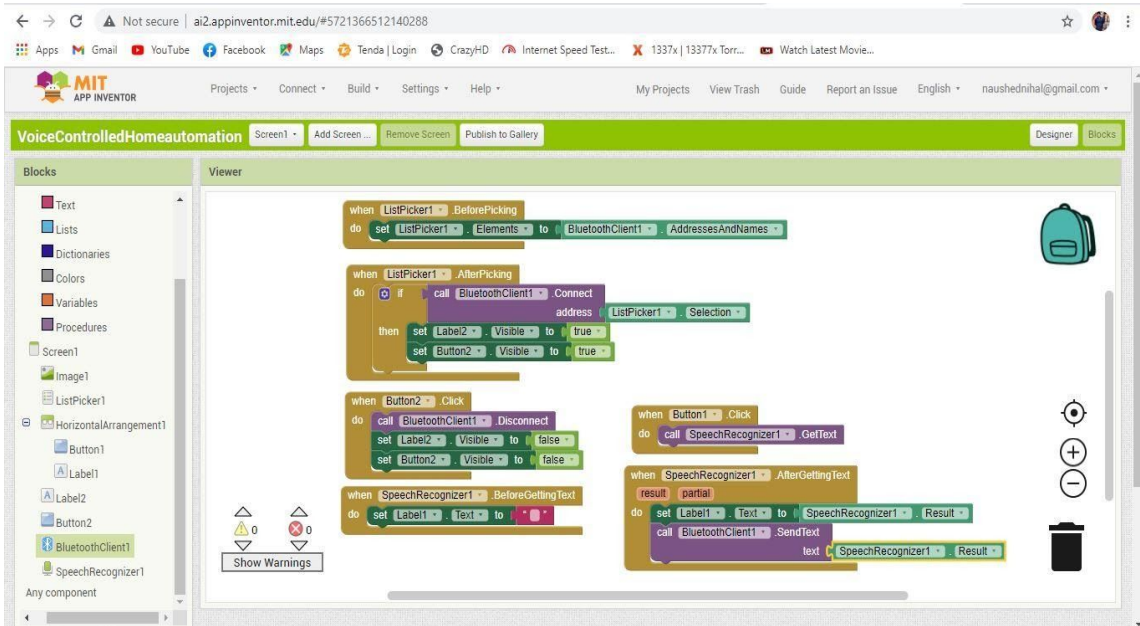 Not secure | ai2.appinventor.mit.edu/#5721366512140288
Apps Gmail YouTube Facebook Maps Tenda | Login CrazyHD Internet Speed Test... 1337x | 13377x Torr... Watch Latest Movie...
MIT
APP INVENTOR
Projects Connect Build Settings Help My Projects View Trash Guide Report an Issue English naushednihal@gmail.com
VoiceControlledHomeautomation Screen1 Add Screen ... Remove Screen Publish to Gallery Designer Blocks
Blocks
Text
Lists
Dictionaries
Colors
Variables
Procedures
Screen1
Image1
ListPicker1
HorizontalArrangement1
Button1
A Label1
A Label2
Button2
BluetoothClient1
SpeechRecognizer1
Any component
Viewer
when ListPicker1 .BeforePicking
do set ListPicker1 . Elements to BluetoothClient1 . AddressesAndNames
when ListPicker1 .AfterPicking
do if call BluetoothClient1 .Connect
address ListPicker1 . Selection
then set Label2 . Visible to true
set Button2 . Visible to true
when Button2 .Click
do call BluetoothClient1 .Disconnect
set Label2 . Visible to false
set Button2 . Visible to false
when SpeechRecognizer1 .BeforeGettingText
do set Label1 . Text to " "
when Button1 .Click
do call SpeechRecognizer1 .GetText
when SpeechRecognizer1 .AfterGettingText
result partial
do set Label1 . Text to SpeechRecognizer1 . Result
call BluetoothClient1 .SendText
text SpeechRecognizer1 . Result
0 0
Show Warnings